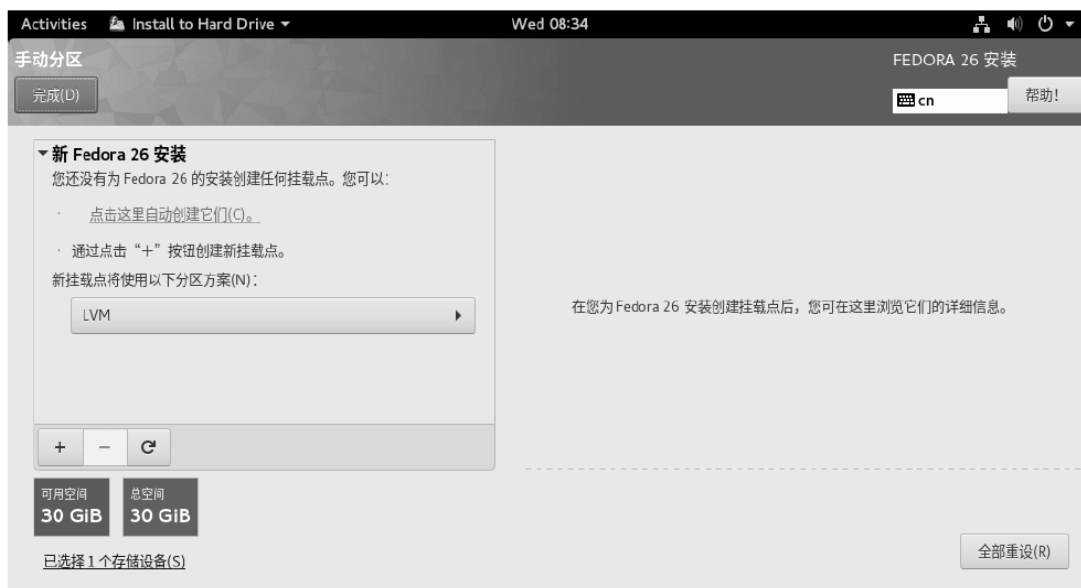 Activities Install to Hard Drive Wed 08:34
手动分区 FEDORA 26 安装
完成(D) cn 帮助!
新 Fedora 26 安装
您还没有为 Fedora 26 的安装创建任何挂载点。您可以:
· 点击这里自动创建它们(C)。
· 通过点击“+”按钮创建新挂载点。
新挂载点将使用以下分区方案(N):
LVM
在您为 Fedora 26 安装创建挂载点后，您可在这里浏览它们的详细信息。
+ −
可用空间 总空间
30 GiB 30 GiB
已选择 1 个存储设备(S)
全部重设(R)